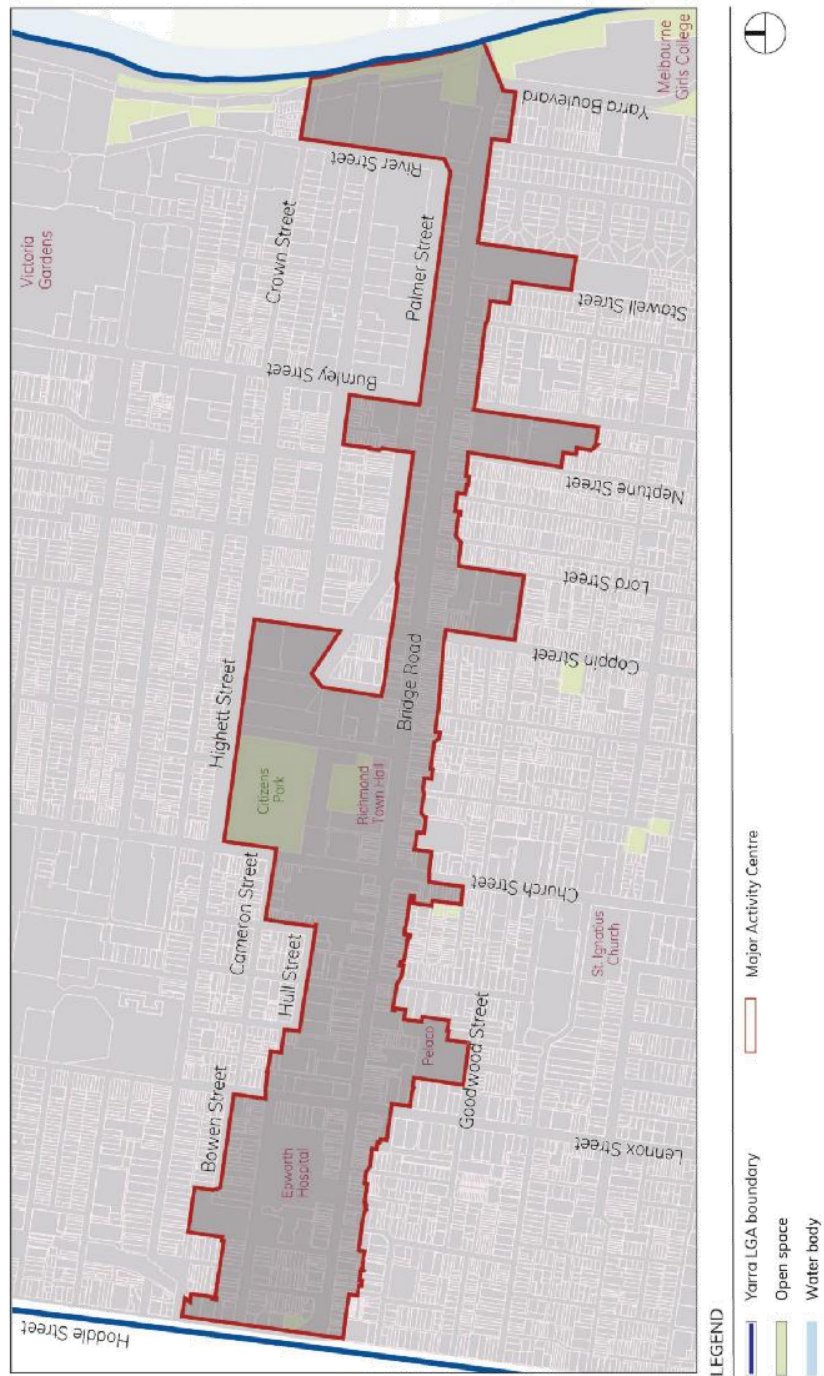 Hoddle Street
Bowen Street
Epworth
Hospital
Lennox Street
Hull Street
Pelaco
Goodwood Street
Cameron Street
St. Ignatius
Church
Church Street
Highett Street
Citizens
Park
Richmond
Town Hall
Bridge Road
Coppin Street
Lord Street
Neptune Street
Burnley Street
Palmer Street
Stawell Street
Victoria
Gardens
Crown Street
River Street
Yarra Boulevard
Melbourne
Girls College
LEGEND
Yarra LGA boundary
Open space
Water body
Major Activity Centre